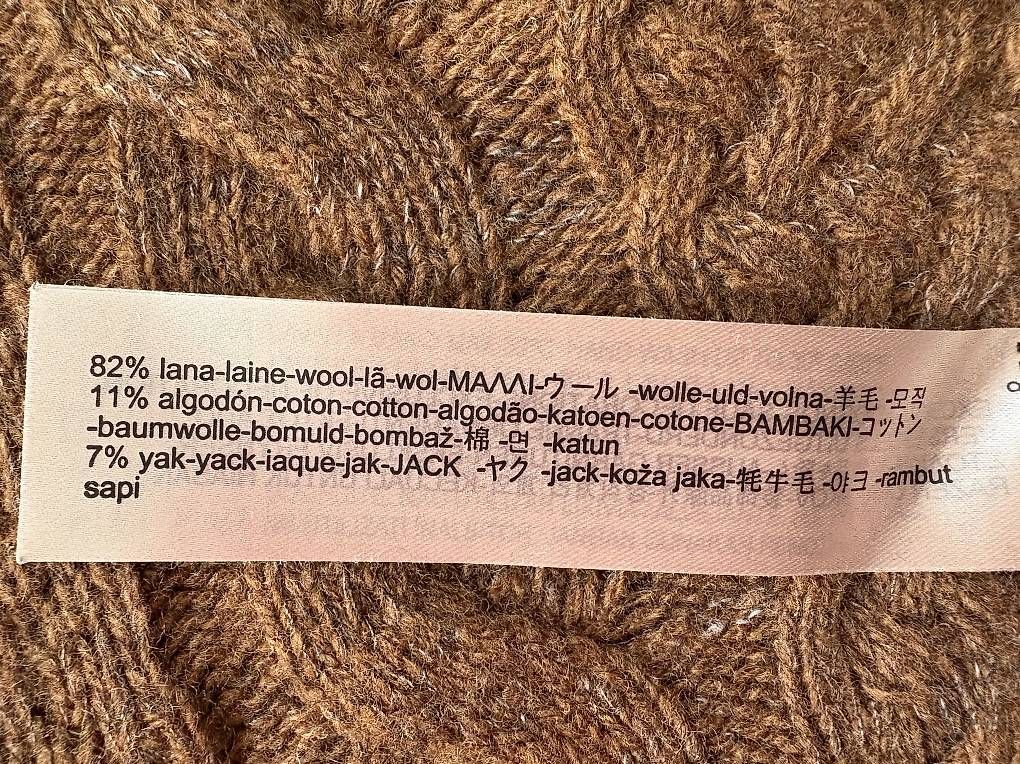 82% lana-laine-wool-lã-wol-ΜΑΛΛΙ-ウール -wolle-uld-volna-羊毛 -모직
11% algodón-coton-cotton-algodão-katoen-cotone-BAMBAKI-コットン
-baumwolle-bomuld-bombaž-棉 -면 -katun
7% yak-yack-iaque-jak-JACK -ヤク -jack-koža jaka-牦牛毛 -야크 -rambut
sapi